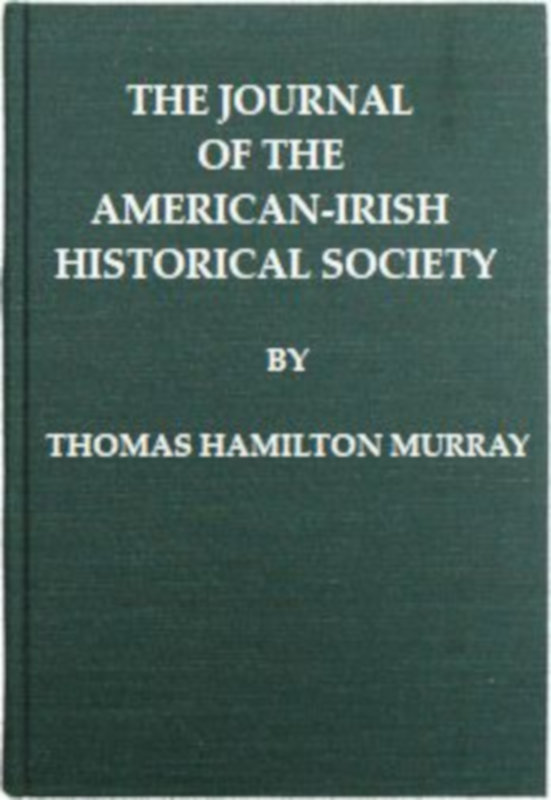 THE JOURNAL
OF THE
AMERICAN-IRISH
HISTORICAL SOCIETY
BY
THOMAS HAMILTON MURRAY